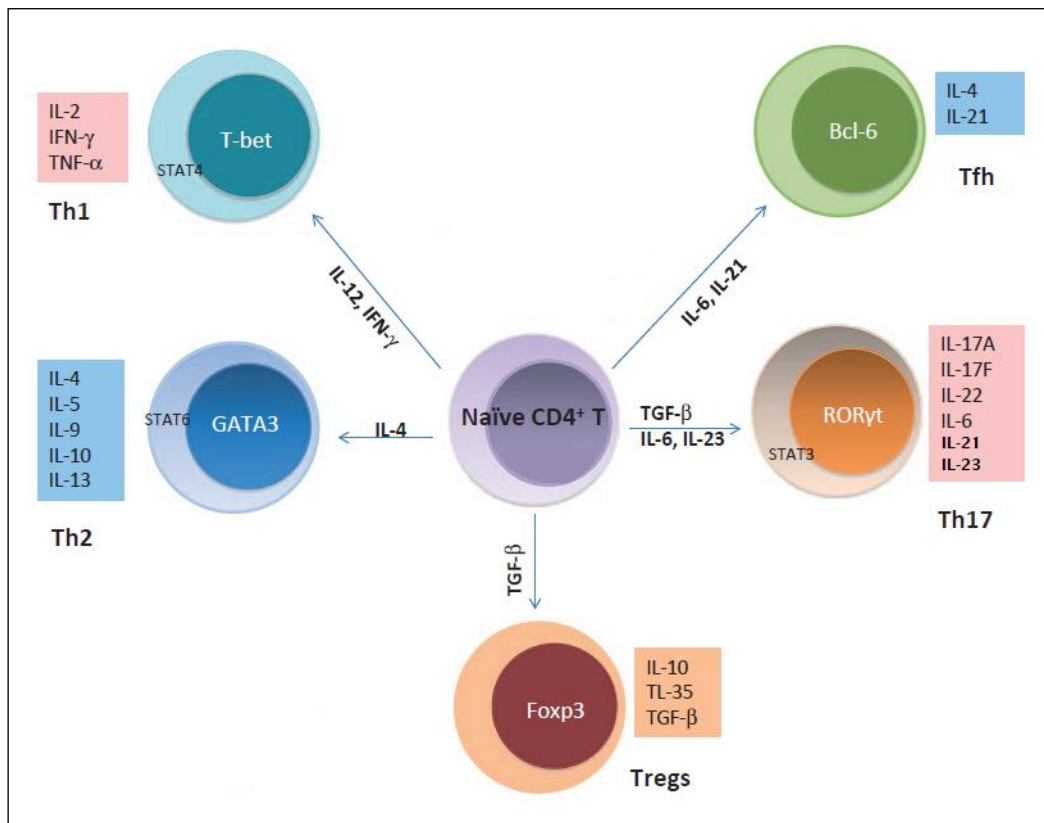 IL-2
IFN-γ
TNF-α
Th1
T-bet
STAT4
Bcl-6
IL-4
IL-21
Tfh
IL-12, IFN-γ
IL-6, IL-21
IL-4
IL-5
IL-9
IL-10
IL-13
Th2
STAT6
GATA3
IL-4
Naïve CD4⁺ T
TGF-β
IL-6, IL-23
RORγt
STAT3
IL-17A
IL-17F
IL-22
IL-6
IL-21
IL-23
Th17
TGF-β
Foxp3
IL-10
TL-35
TGF-β
Tregs